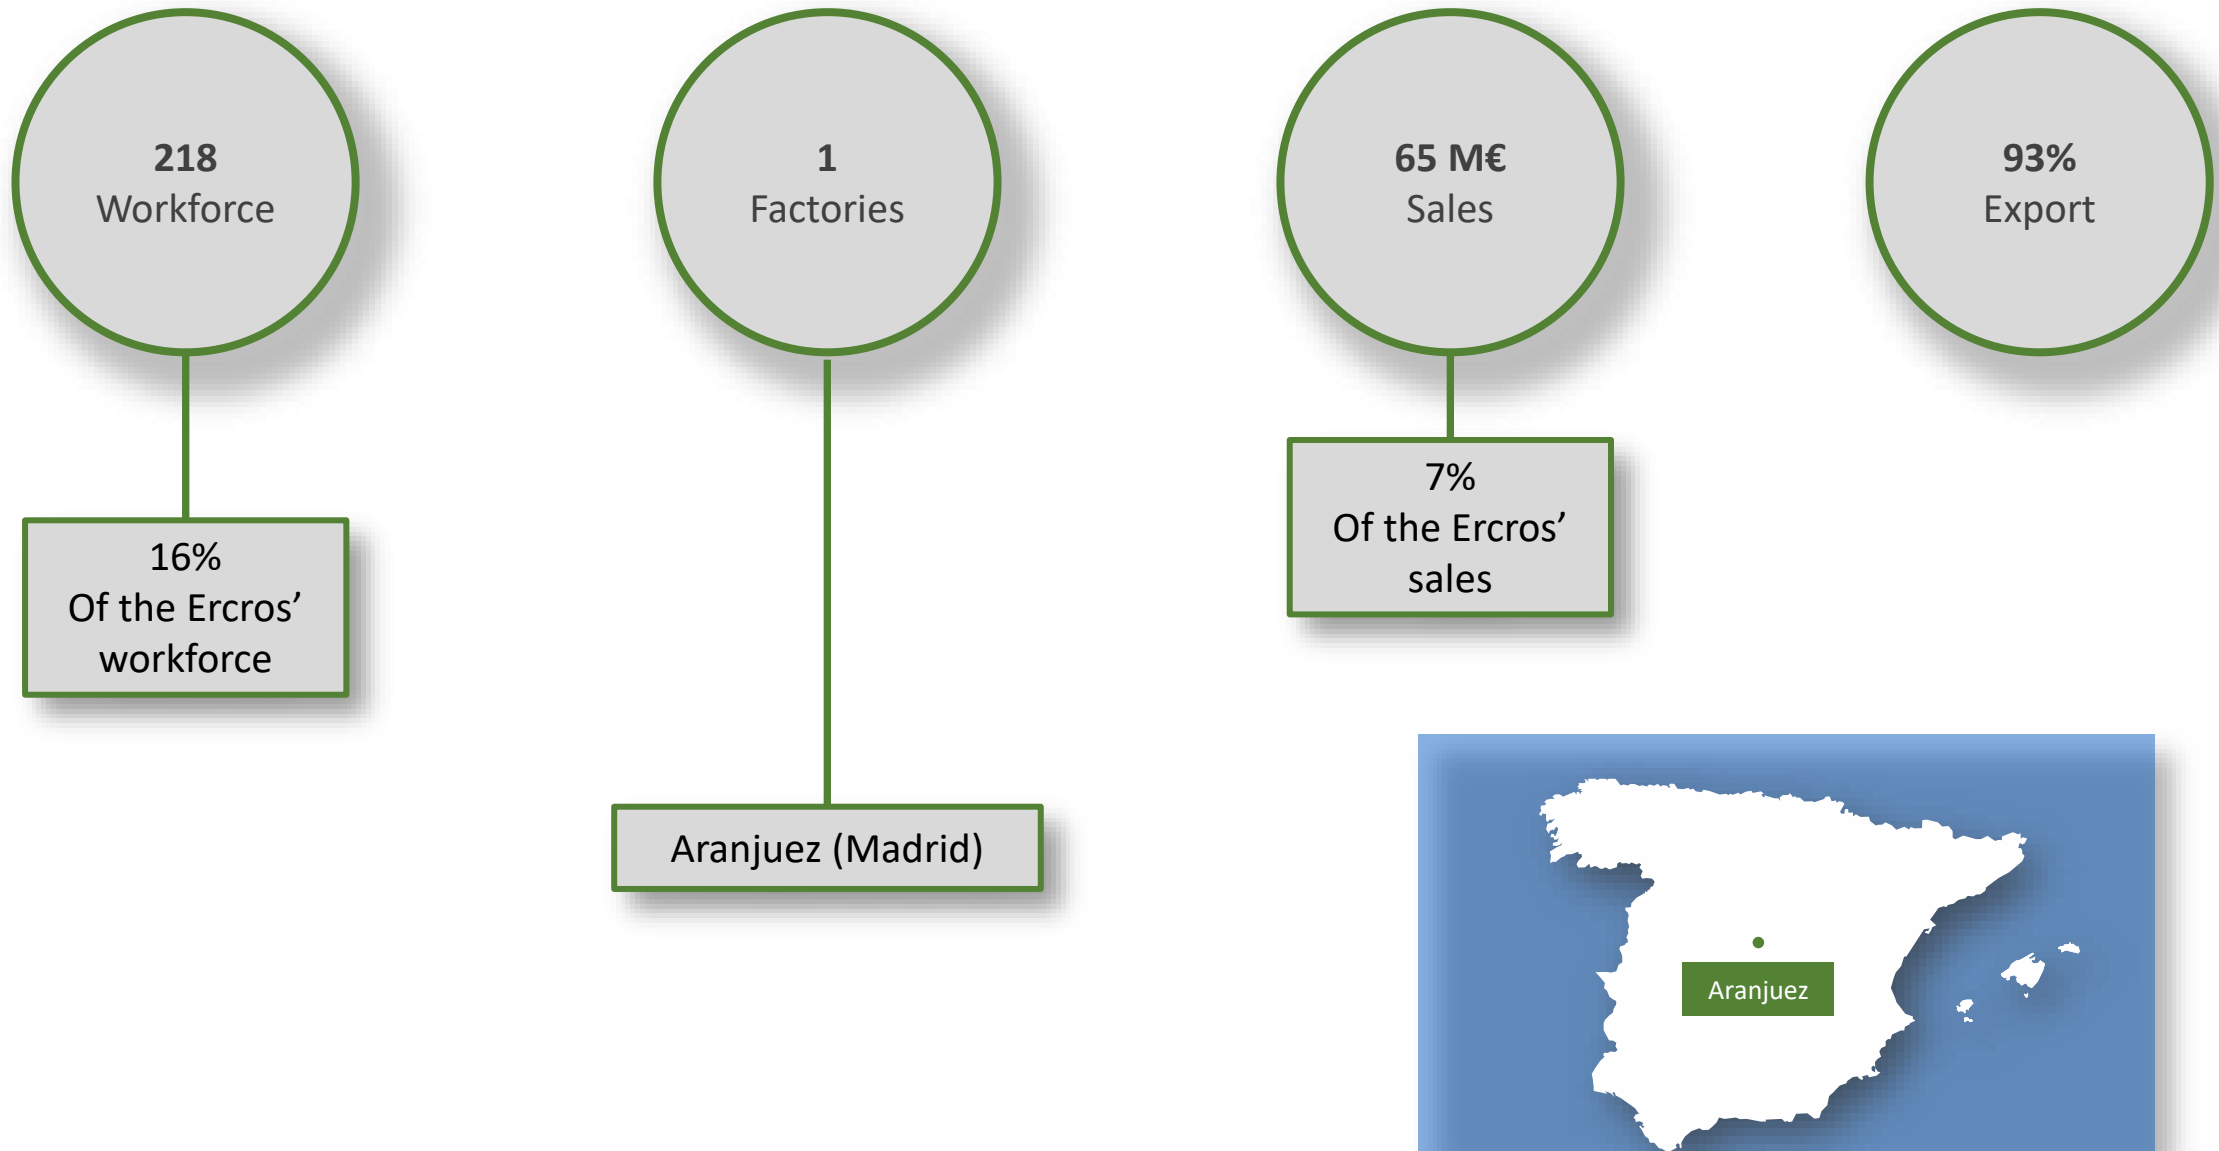 218
Workforce
1
Factories
65 M€
Sales
93%
Export
16%
Of the Ercros’
workforce
7%
Of the Ercros’
sales
Aranjuez (Madrid)
Aranjuez